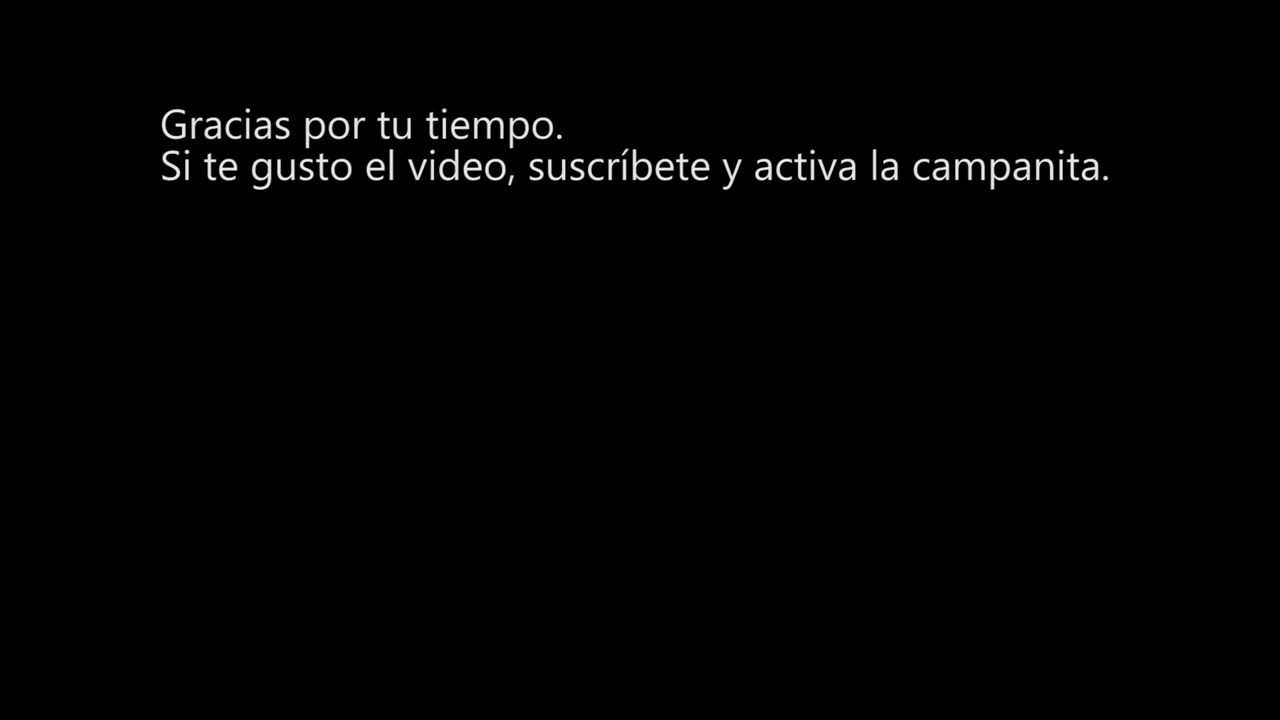 Gracias por tu tiempo.
Si te gusto el video, suscríbete y activa la campanita.